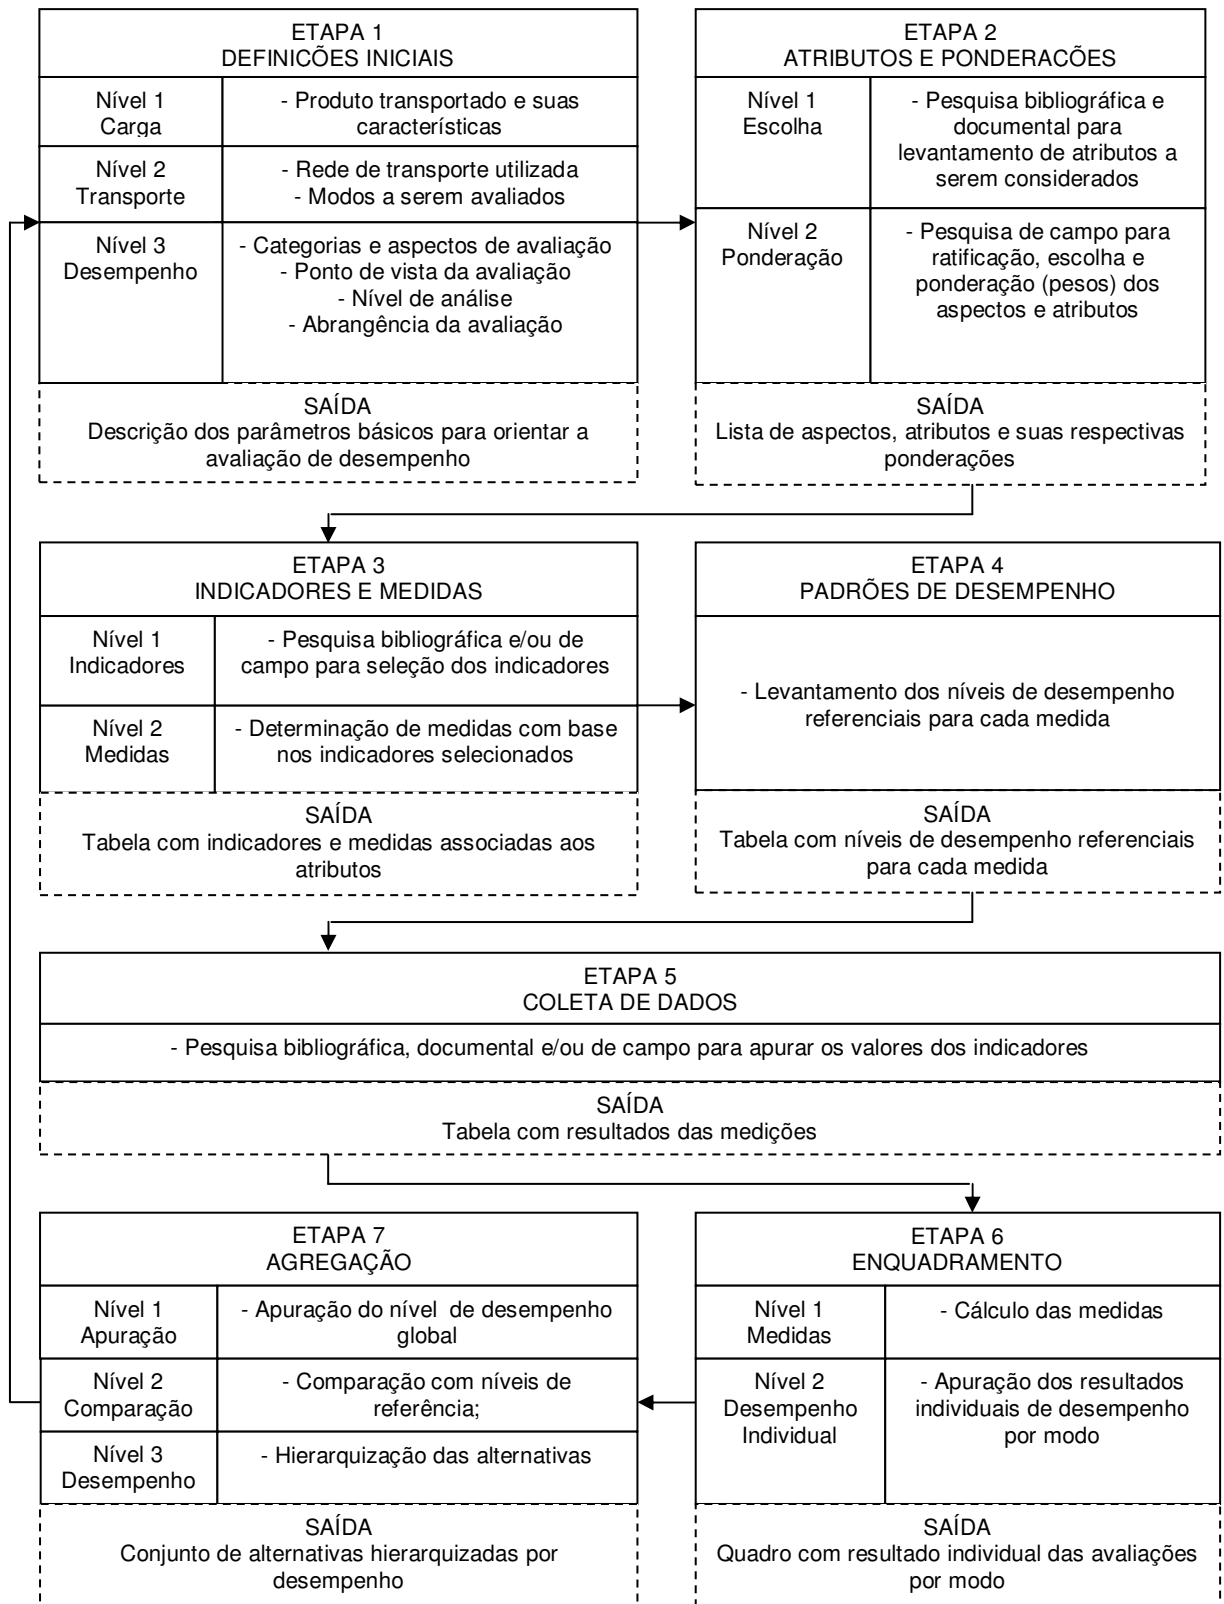 ETAPA 1
DEFINIÇÕES INICIAIS
Nível 1
Carga
- Produto transportado e suas
características
Nível 2
Transporte
- Rede de transporte utilizada
- Modos a serem avaliados
Nível 3
Desempenho
- Categorias e aspectos de avaliação
- Ponto de vista da avaliação
- Nível de análise
- Abrangência da avaliação
SAÍDA
Descrição dos parâmetros básicos para orientar a
avaliação de desempenho
ETAPA 2
ATRIBUTOS E PONDERAÇÕES
Nível 1
Escolha
- Pesquisa bibliográfica e
documental para
levantamento de atributos a
serem considerados
Nível 2
Ponderação
- Pesquisa de campo para
ratificação, escolha e
ponderação (pesos) dos
aspectos e atributos
SAÍDA
Lista de aspectos, atributos e suas respectivas
ponderações
ETAPA 3
INDICADORES E MEDIDAS
Nível 1
Indicadores
- Pesquisa bibliográfica e/ou de
campo para seleção dos indicadores
Nível 2
Medidas
- Determinação de medidas com base
nos indicadores selecionados
SAÍDA
Tabela com indicadores e medidas associadas aos
atributos
ETAPA 4
PADRÕES DE DESEMPENHO
- Levantamento dos níveis de desempenho
referenciais para cada medida
SAÍDA
Tabela com níveis de desempenho referenciais
para cada medida
ETAPA 5
COLETA DE DADOS
- Pesquisa bibliográfica, documental e/ou de campo para apurar os valores dos indicadores
SAÍDA
Tabela com resultados das medições
ETAPA 7
AGREGAÇÃO
Nível 1
Apuração
- Apuração do nível de desempenho
global
Nível 2
Comparação
- Comparação com níveis de
referência;
Nível 3
Desempenho
- Hierarquização das alternativas
SAÍDA
Conjunto de alternativas hierarquizadas por
desempenho
ETAPA 6
ENQUADRAMENTO
Nível 1
Medidas
- Cálculo das medidas
Nível 2
Desempenho
Individual
- Apuração dos resultados
individuais de desempenho
por modo
SAÍDA
Quadro com resultado individual das avaliações
por modo